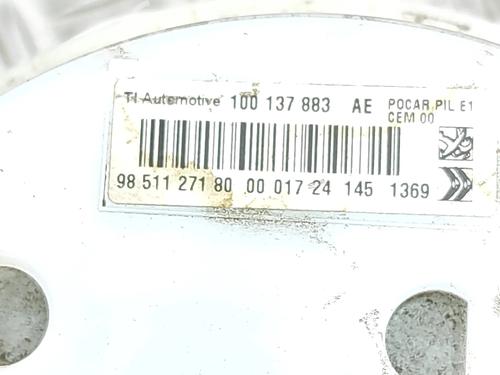 TI Automotive 100 137 883 AE POCAR PIL E1
CEM 00
98 511 271 80 00 017 24 145 1369